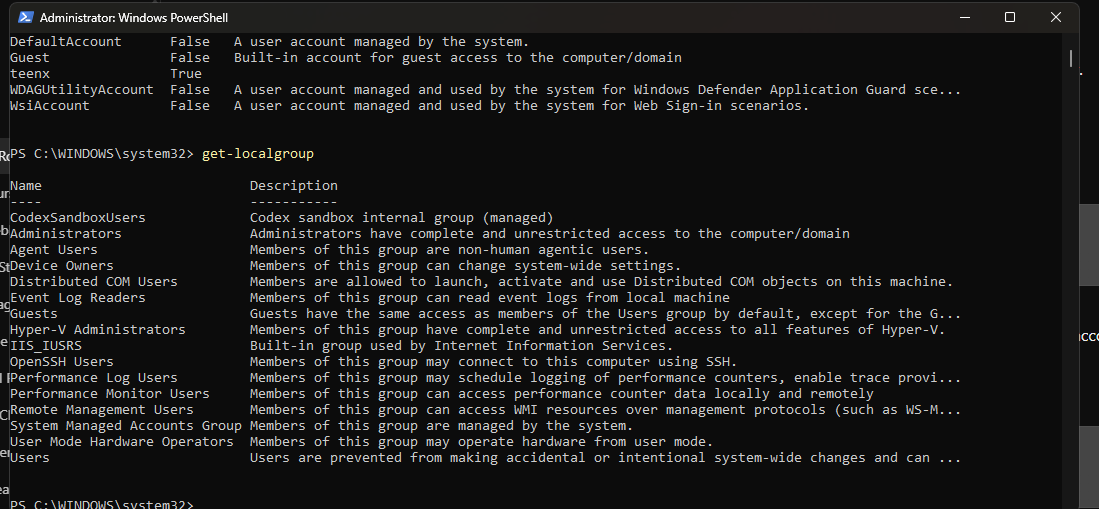 Administrator: Windows PowerShell
DefaultAccount False A user account managed by the system.
Guest False Built-in account for guest access to the computer/domain
teenx True
WDAGUtilityAccount False A user account managed and used by the system for Windows Defender Application Guard sce...
WsiAccount False A user account managed and used by the system for Web Sign-in scenarios.
PS C:\WINDOWS\system32> get-localgroup
Name Description
---- -----------
CodexSandboxUsers Codex sandbox internal group (managed)
Administrators Administrators have complete and unrestricted access to the computer/domain
Agent Users Members of this group are non-human agentic users.
Device Owners Members of this group can change system-wide settings.
Distributed COM Users Members are allowed to launch, activate and use Distributed COM objects on this machine.
Event Log Readers Members of this group can read event logs from local machine
Guests Guests have the same access as members of the Users group by default, except for the G...
Hyper-V Administrators Members of this group have complete and unrestricted access to all features of Hyper-V.
IIS_IUSRS Built-in group used by Internet Information Services.
OpenSSH Users Members of this group may connect to this computer using SSH.
Performance Log Users Members of this group may schedule logging of performance counters, enable trace provi...
Performance Monitor Users Members of this group can access performance counter data locally and remotely
Remote Management Users Members of this group can access WMI resources over management protocols (such as WS-M...
System Managed Accounts Group Members of this group are managed by the system.
User Mode Hardware Operators Members of this group may operate hardware from user mode.
Users Users are prevented from making accidental or intentional system-wide changes and can ...
PS C:\WINDOWS\system32>